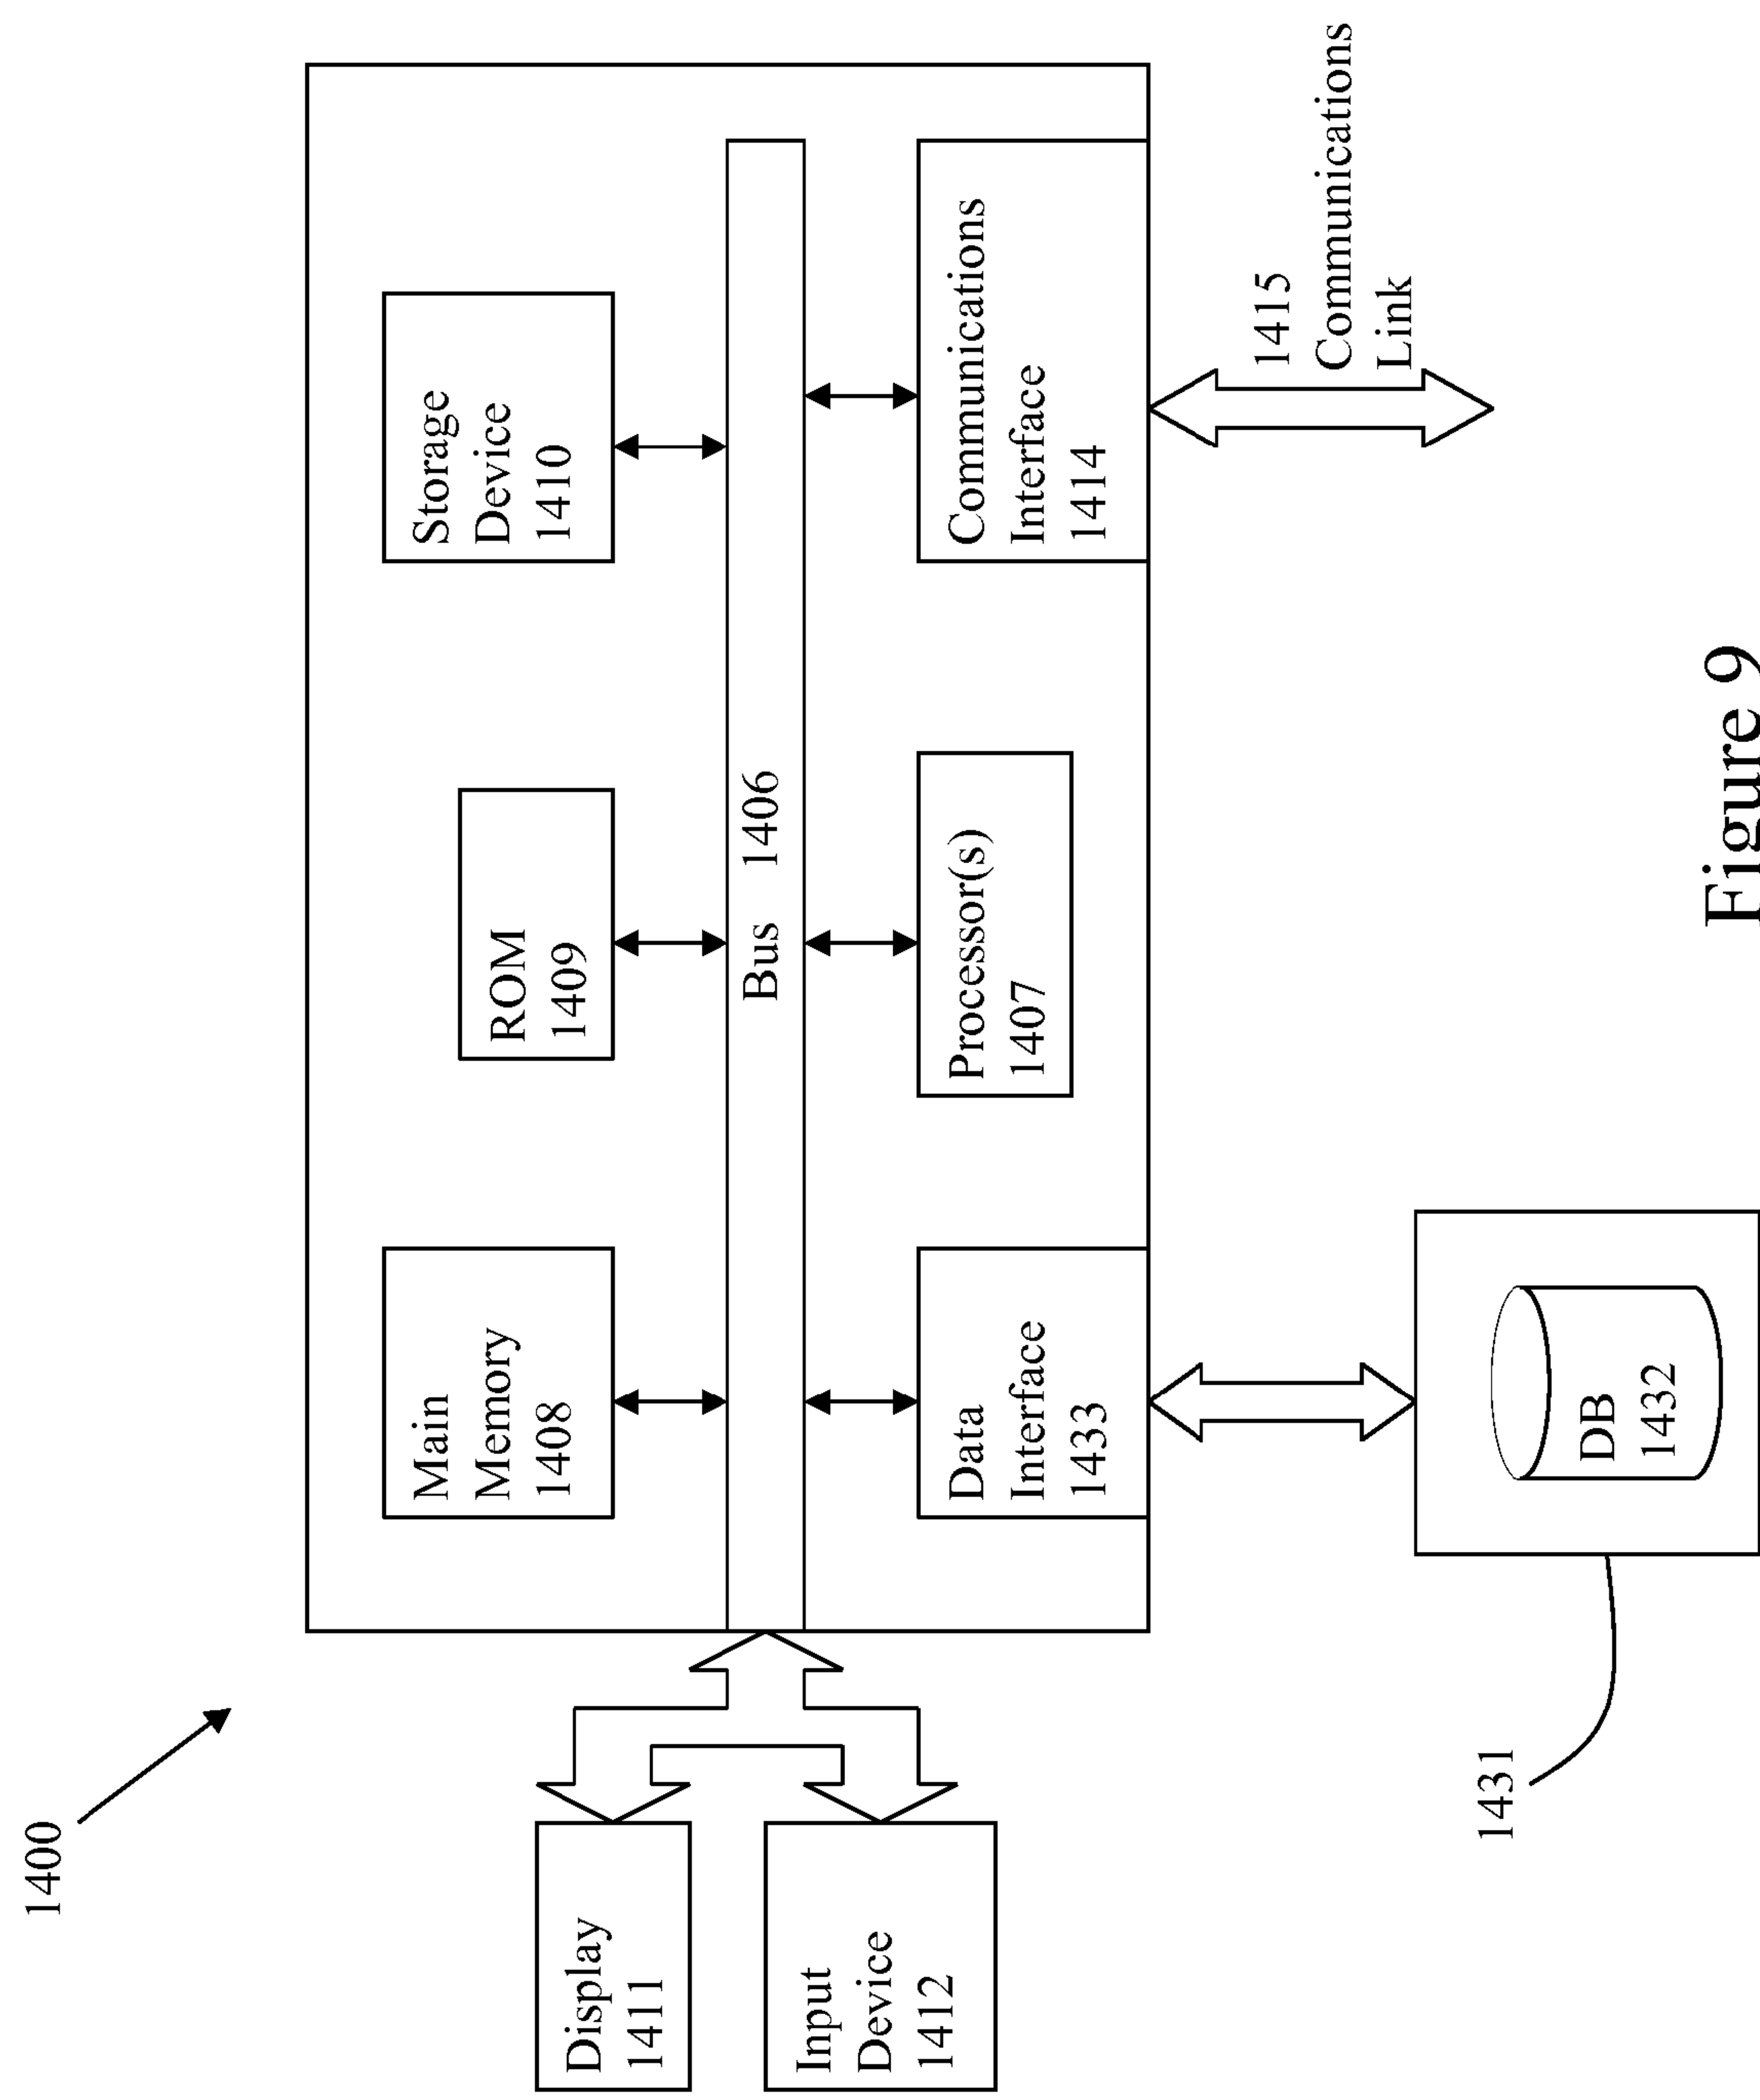 1400
Main
Memory
1408
ROM
1409
Storage
Device
1410
Display
1411
Bus 1406
Input
Device
1412
Data
Interface
1433
Processor(s)
1407
Communications
Interface
1414
1415
Communications
Link
1431
DB
1432
Figure 9